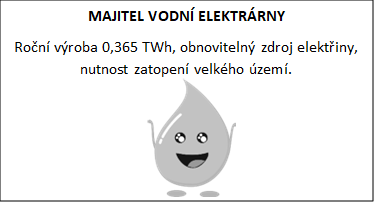 MAJITEL VODNÍ ELEKTRÁRNY
Roční výroba 0,365 TWh, obnovitelný zdroj elektřiny,
nutnost zatopení velkého území.